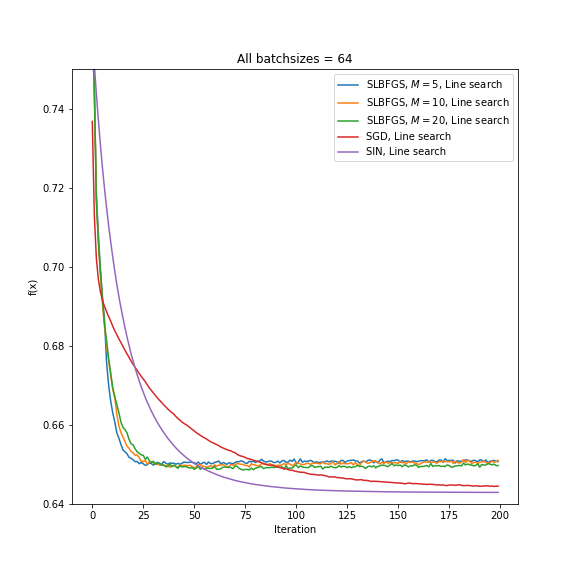 All batchsizes = 64
SLBFGS, M = 5, Line search
SLBFGS, M = 10, Line search
SLBFGS, M = 20, Line search
SGD, Line search
SIN, Line search
0.74
0.72
0.70
0.68
0.66
0.64
f(x)
0 25 50 75 100 125 150 175 200
Iteration